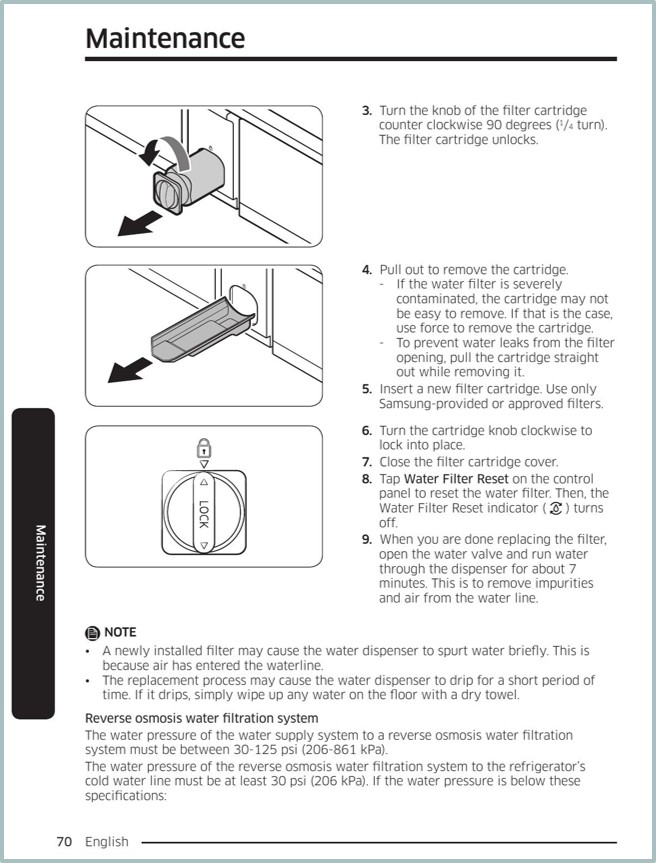 Maintenance
3. Turn the knob of the filter cartridge
counter clockwise 90 degrees (1/4 turn).
The filter cartridge unlocks.
4. Pull out to remove the cartridge.
- If the water filter is severely
contaminated, the cartridge may not
be easy to remove. If that is the case,
use force to remove the cartridge.
- To prevent water leaks from the filter
opening, pull the cartridge straight
out while removing it.
5. Insert a new filter cartridge. Use only
Samsung-provided or approved filters.
LOCK
6. Turn the cartridge knob clockwise to
lock into place.
7. Close the filter cartridge cover.
8. Tap Water Filter Reset on the control
panel to reset the water filter. Then, the
Water Filter Reset indicator ( ) turns
off.
9. When you are done replacing the filter,
open the water valve and run water
through the dispenser for about 7
minutes. This is to remove impurities
and air from the water line.
Maintenance
NOTE
• A newly installed filter may cause the water dispenser to spurt water briefly. This is
because air has entered the waterline.
• The replacement process may cause the water dispenser to drip for a short period of
time. If it drips, simply wipe up any water on the floor with a dry towel.
Reverse osmosis water filtration system
The water pressure of the water supply system to a reverse osmosis water filtration
system must be between 30-125 psi (206-861 kPa).
The water pressure of the reverse osmosis water filtration system to the refrigerator's
cold water line must be at least 30 psi (206 kPa). If the water pressure is below these
specifications:
70 English